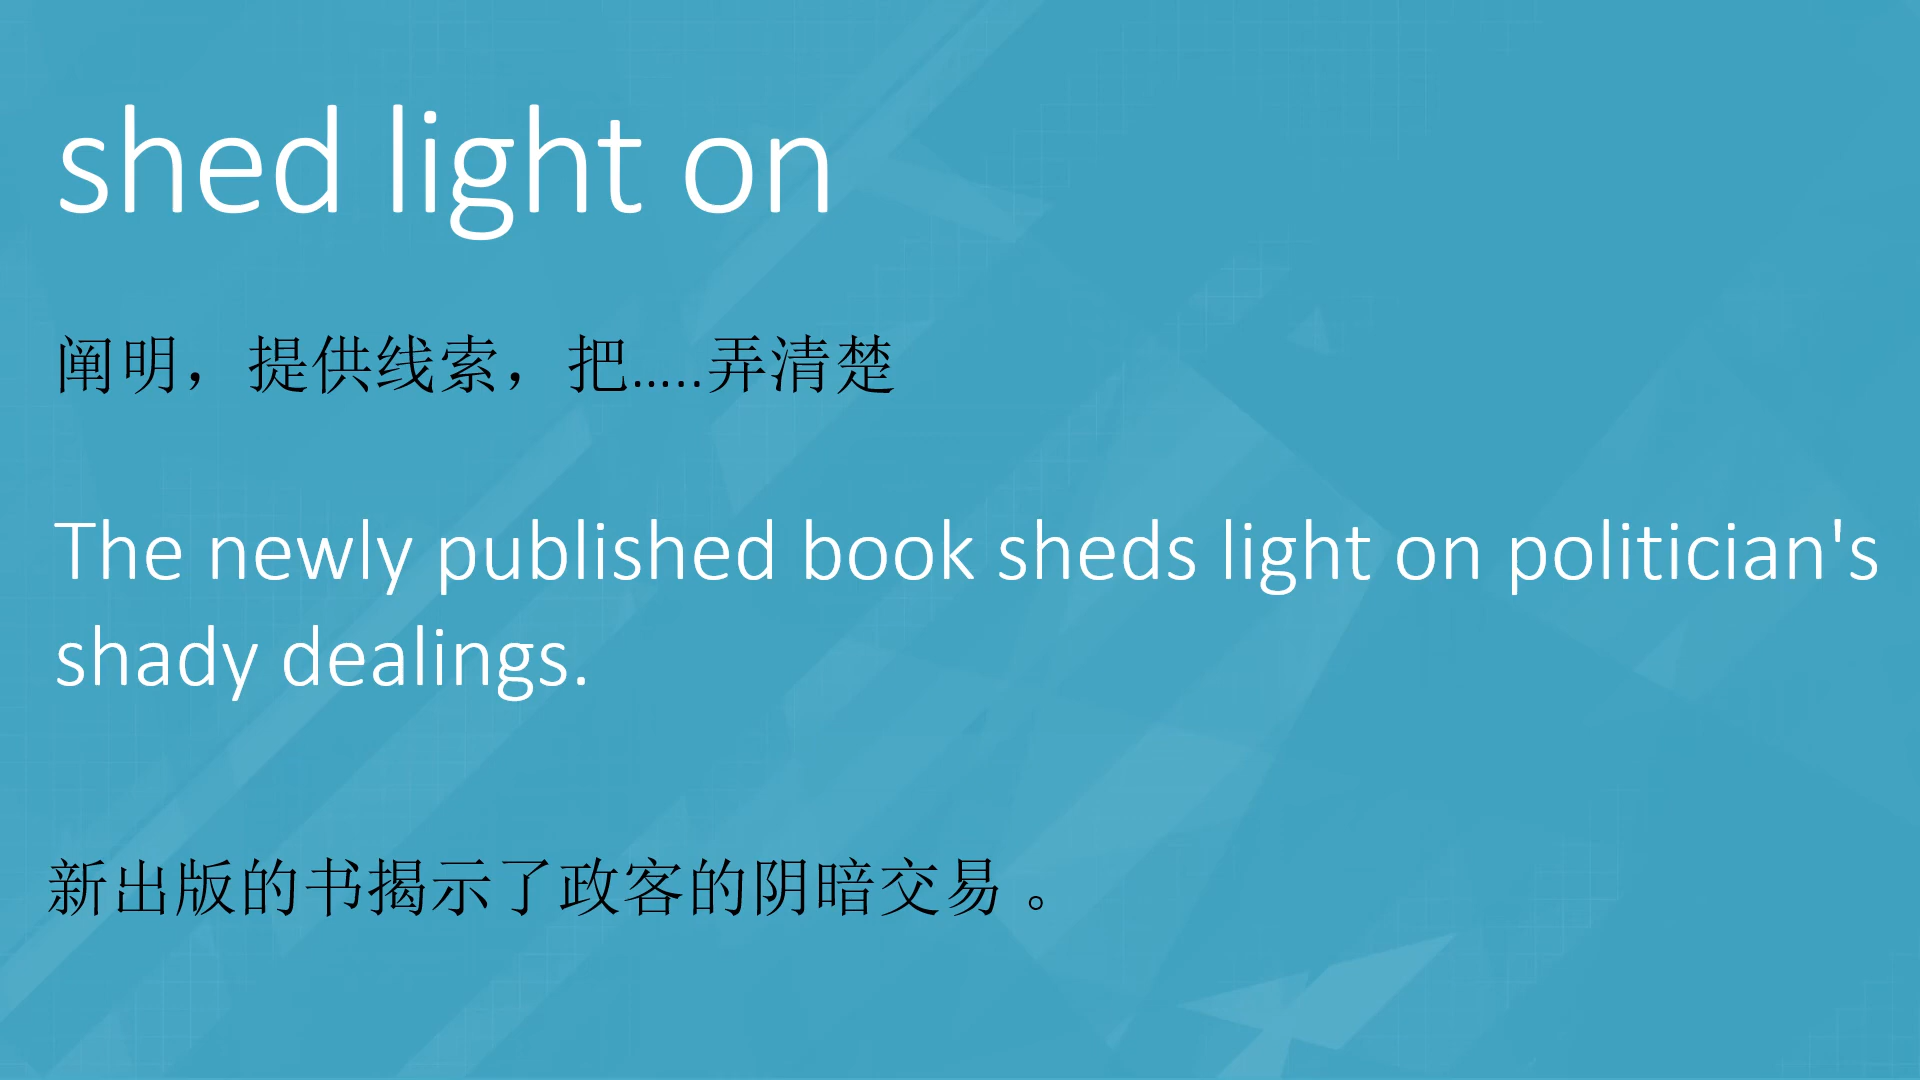 shed light on
阐明，提供线索，把.....弄清楚
The newly published book sheds light on politician's
shady dealings.
新出版的书揭示了政客的阴暗交易 。